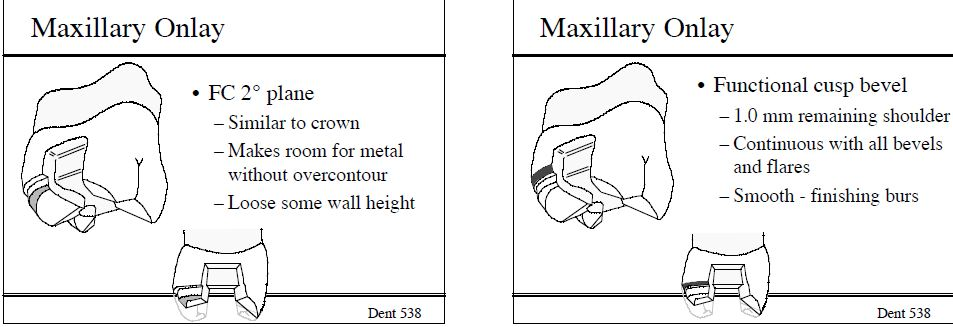 Maxillary Onlay
• FC 2° plane
– Similar to crown
– Makes room for metal
without overcontour
– Loose some wall height
Dent 538
Maxillary Onlay
• Functional cusp bevel
– 1.0 mm remaining shoulder
– Continuous with all bevels
and flares
– Smooth - finishing burs
Dent 538